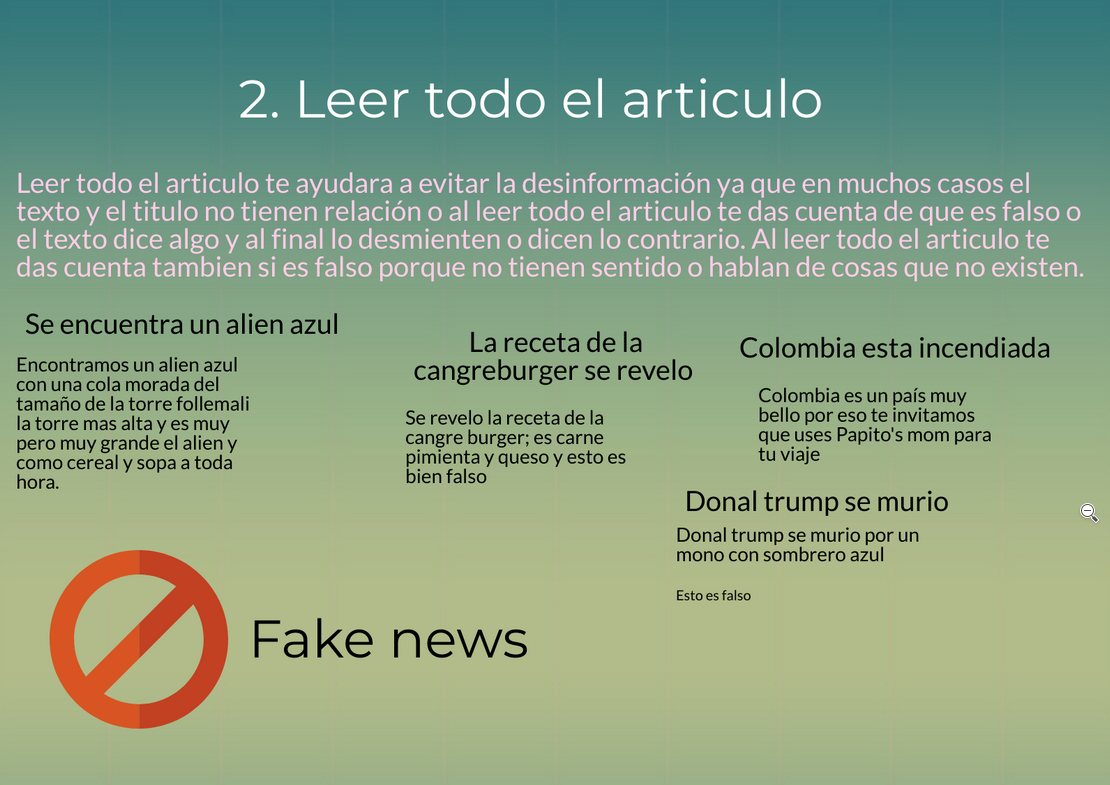 2. Leer todo el articulo
Leer todo el articulo te ayudara a evitar la desinformación ya que en muchos casos el
texto y el titulo no tienen relación o al leer todo el articulo te das cuenta de que es falso o
el texto dice algo y al final lo desmienten o dicen lo contrario. Al leer todo el articulo te
das cuenta tambien si es falso porque no tienen sentido o hablan de cosas que no existen.
Se encuentra un alien azul
Encontramos un alien azul
con una cola morada del
tamaño de la torre follemali
la torre mas alta y es muy
pero muy grande el alien y
como cereal y sopa a toda
hora.
La receta de la
cangreburger se revelo
Se revelo la receta de la
cangre burger; es carne
pimienta y queso y esto es
bien falso
Colombia esta incendiada
Colombia es un país muy
bello por eso te invitamos
que uses Papito's mom para
tu viaje
Donal trump se murio
Donal trump se murio por un
mono con sombrero azul
Esto es falso
Fake news